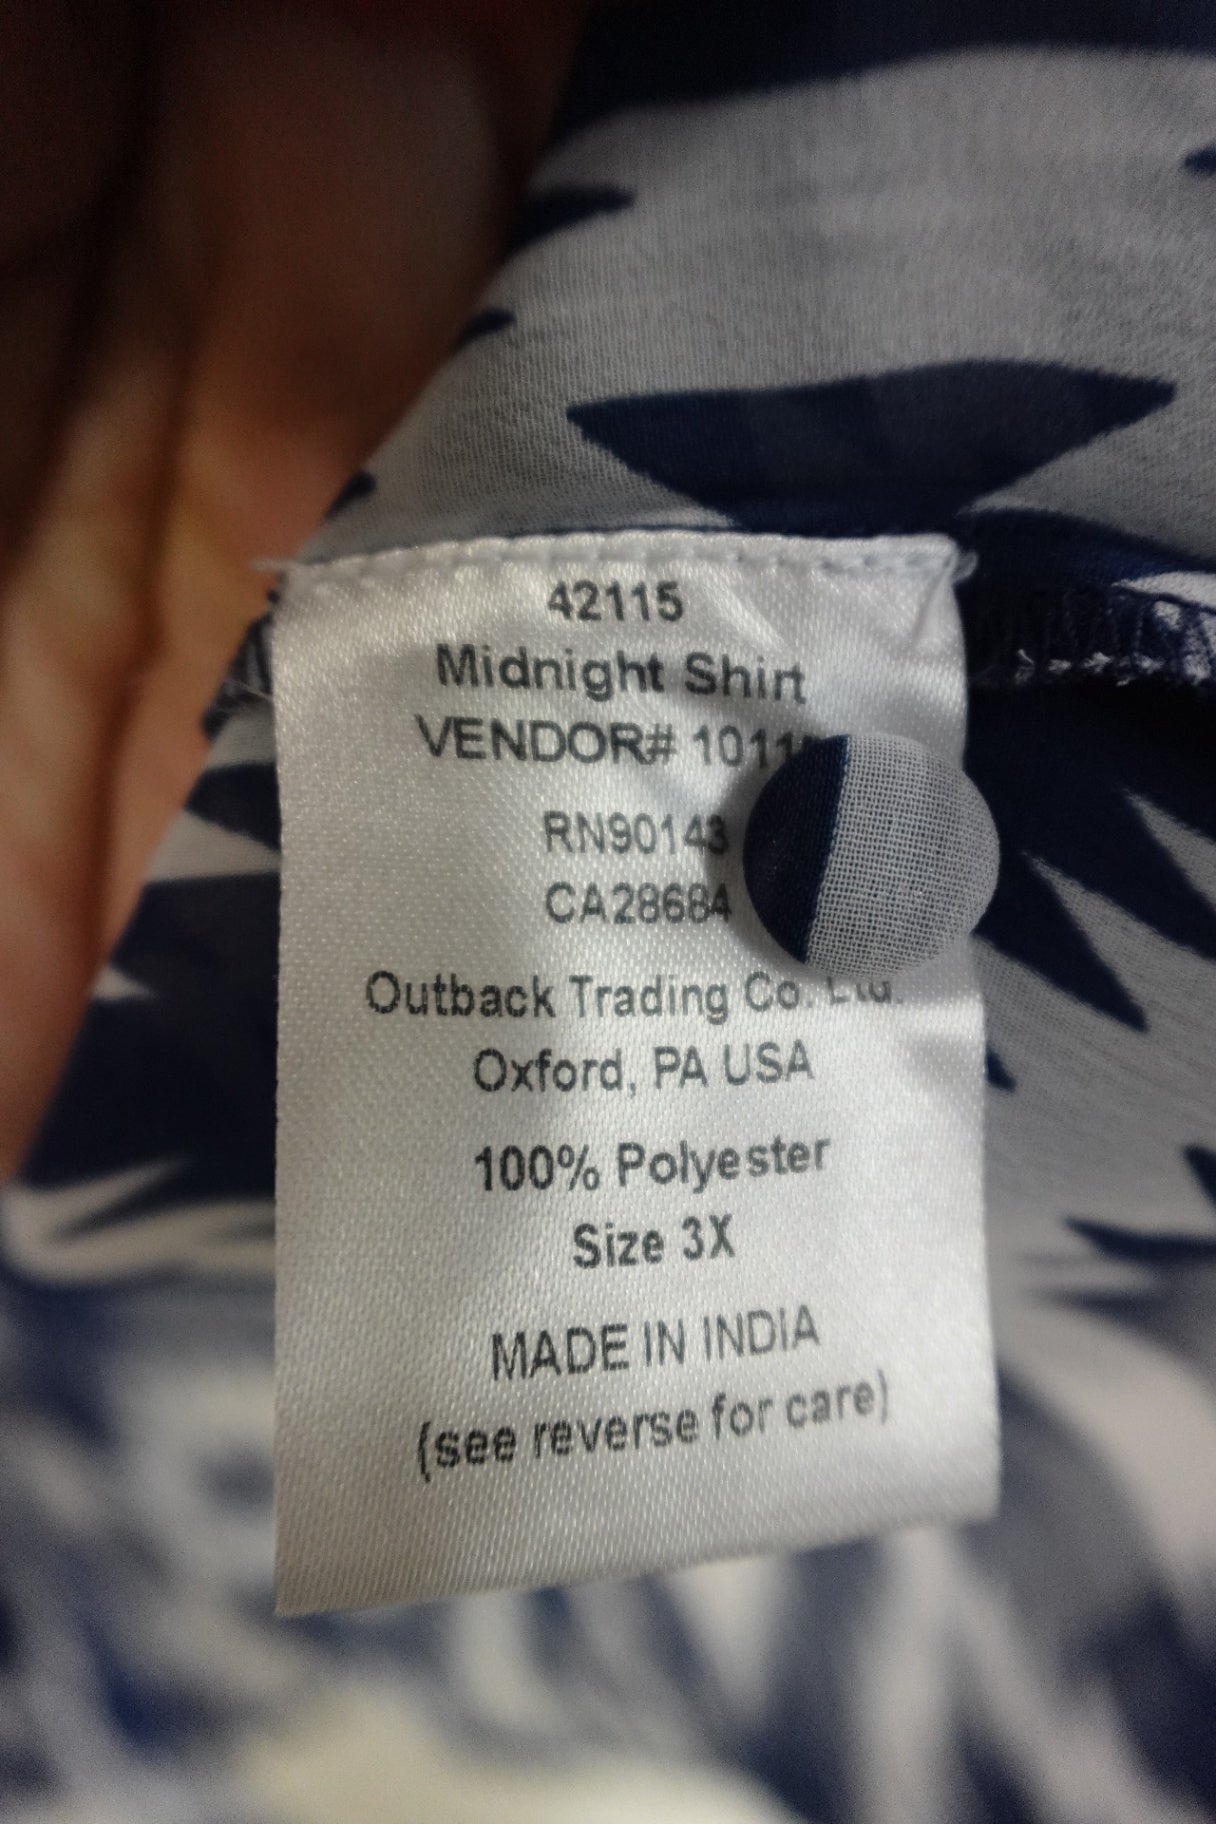 42115
Midnight Shirt
VENDOR#
RN90143
CA28684
Outback Trading Co. Ltd.
Oxford, PA USA
100% Polyester
Size 3X
MADE IN INDIA
(see reverse for care)